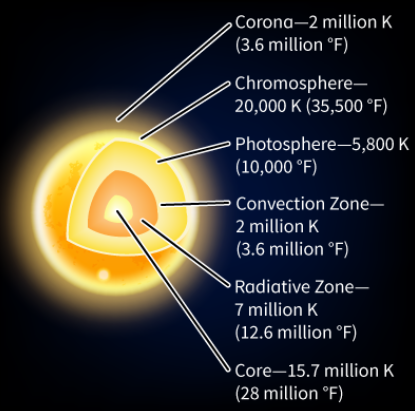 Corona—2 million K
(3.6 million °F)
Chromosphere—
20,000 K (35,500 °F)
Photosphere—5,800 K
(10,000 °F)
Convection Zone—
2 million K
(3.6 million °F)
Radiative Zone—
7 million K
(12.6 million °F)
Core—15.7 million K
(28 million °F)